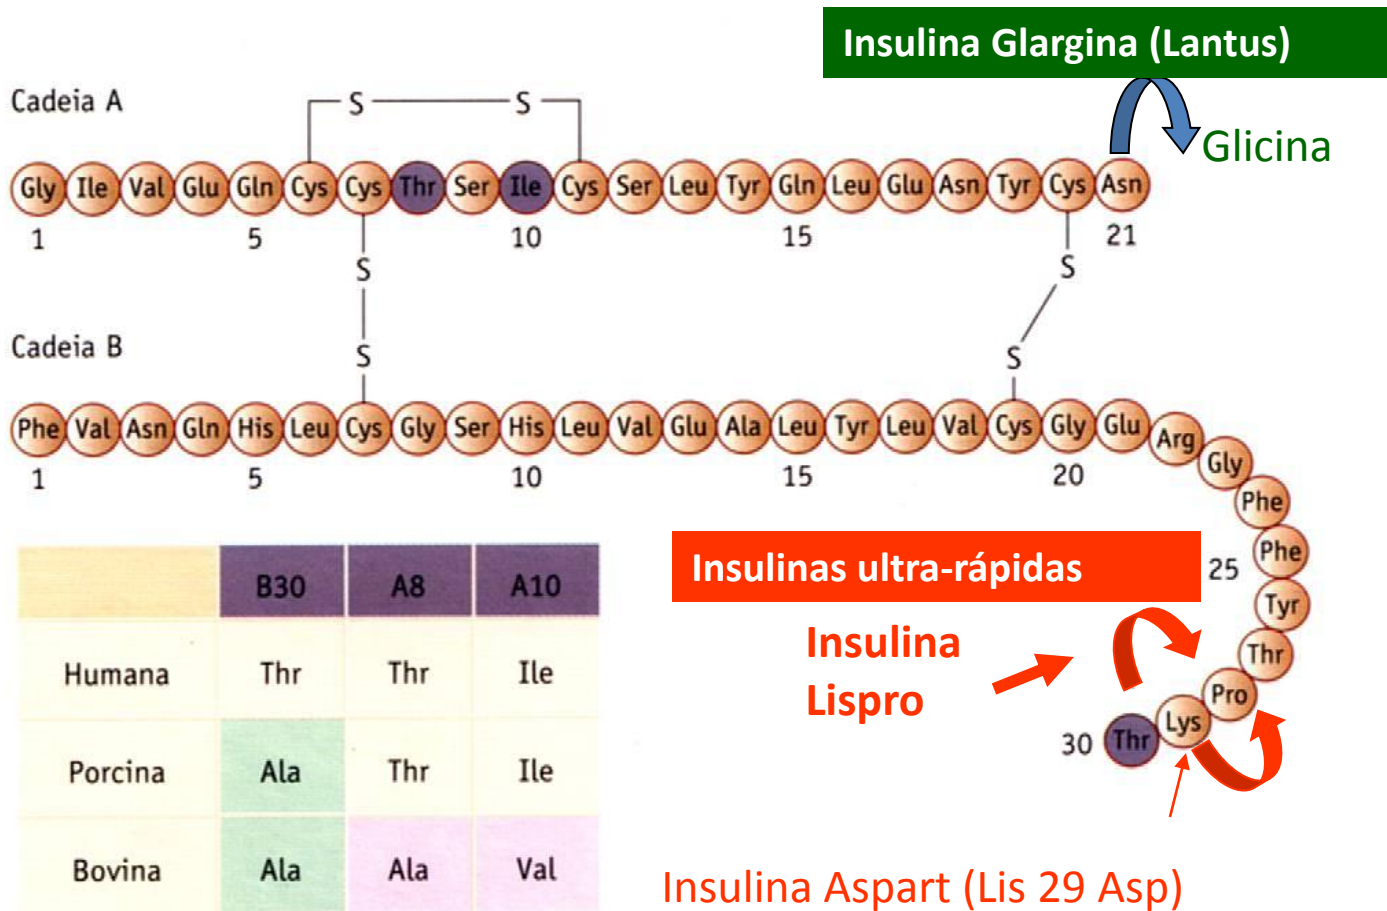 Insulina Glargina (Lantus)
Cadeia A
S S
Glicina
Gly Ile Val Glu Gln Cys Cys Thr Ser Ile Cys Ser Leu Tyr Gln Leu Glu Asn Tyr Cys Asn
1 5 10 15 21
S S
Cadeia B
S S
Phe Val Asn Gln His Leu Cys Gly Ser His Leu Val Glu Ala Leu Tyr Leu Val Cys Gly Glu Arg Gly Phe Phe Tyr Thr Pro Lys Thr
1 5 10 15 20 25 30
Insulinas ultra-rápidas
Insulina
Lispro
B30 A8 A10
Humana Thr Thr Ile
Porcina Ala Thr Ile
Bovina Ala Ala Val
Insulina Aspart (Lis 29 Asp)